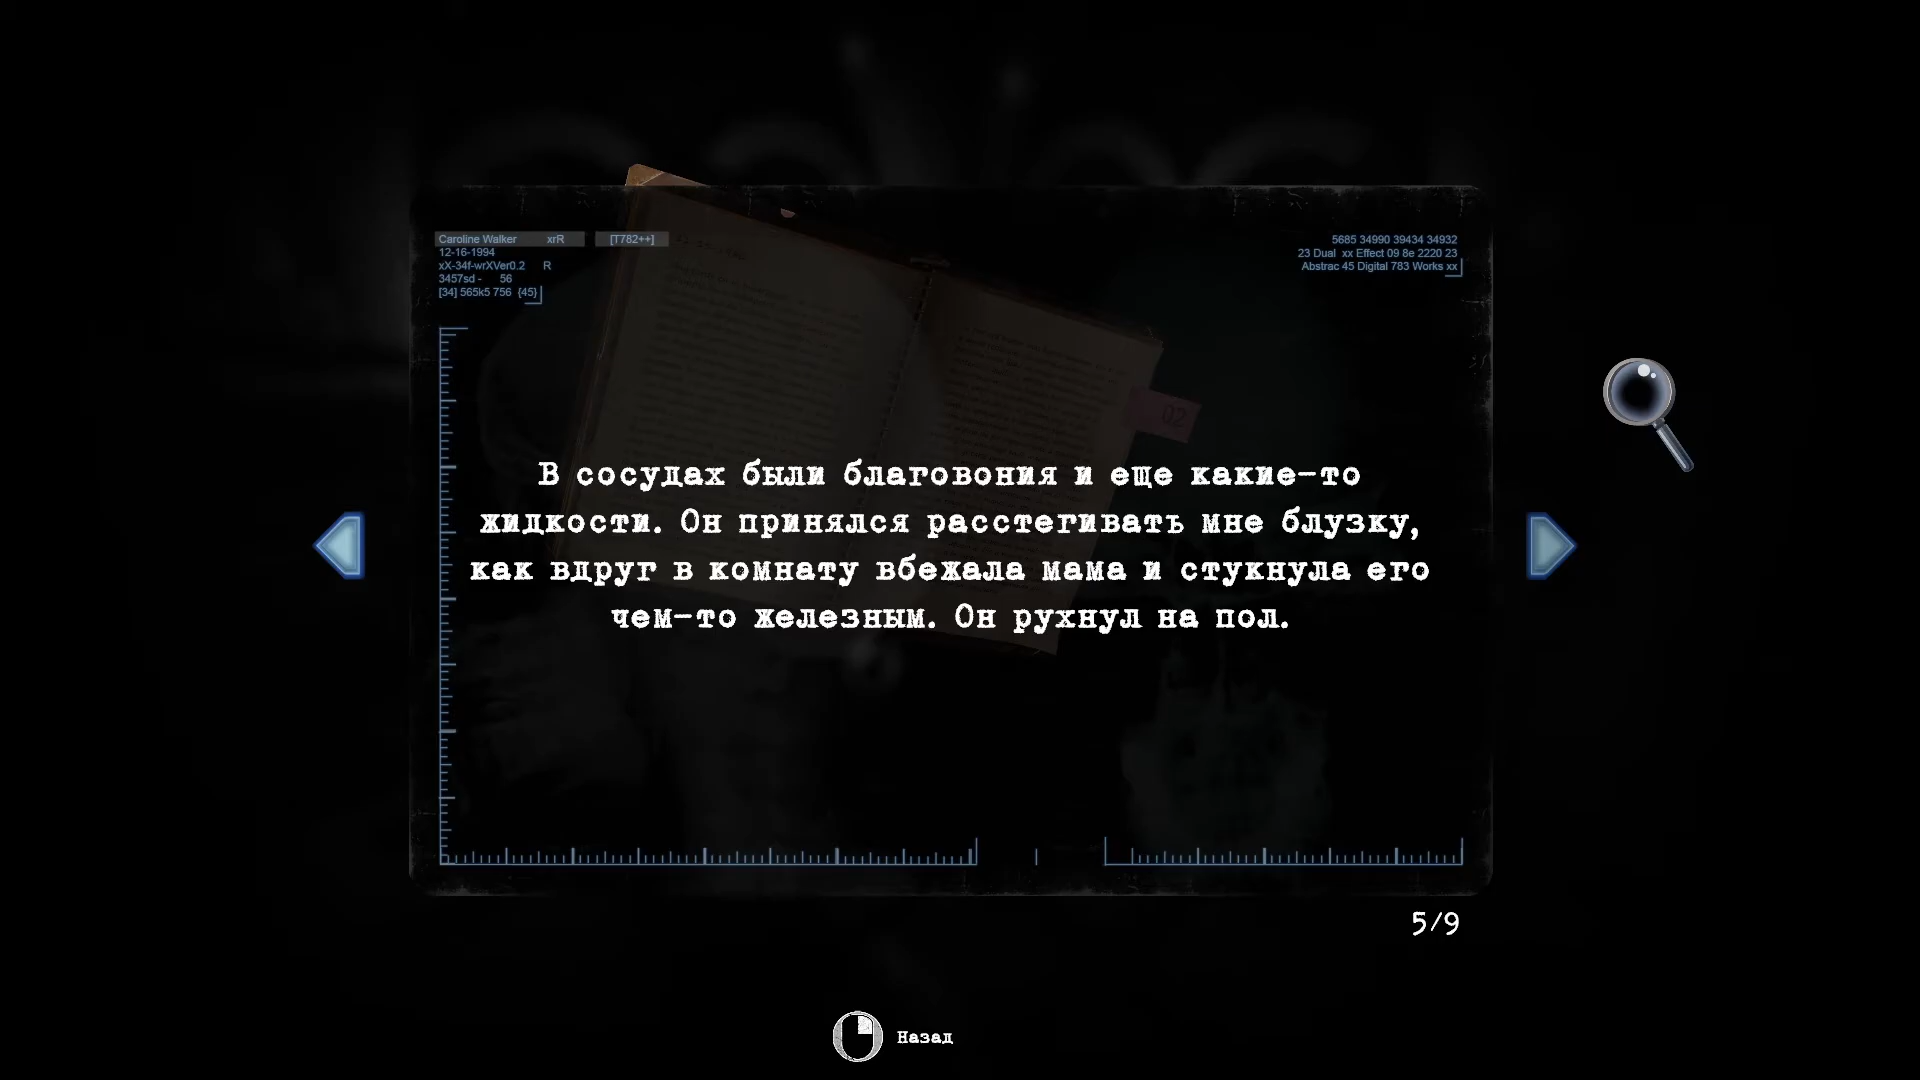 Caroline Walker xrR [T782++]
12-16-1994
xX-34f-wrXVer0.2 R
3457sd - 56
[34] 565k5 756 {45}
5685 34990 39434 34932
23 Dual xx Effect 09 8e 2220 23
Abstrac 45 Digital 783 Works xx
02
В сосудах были благовония и еще какие-то
жидкости. Он принялся расстегивать мне блузку,
как вдруг в комнату вбежала мама и стукнула его
чем-то железным. Он рухнул на пол.
5/9
Назад